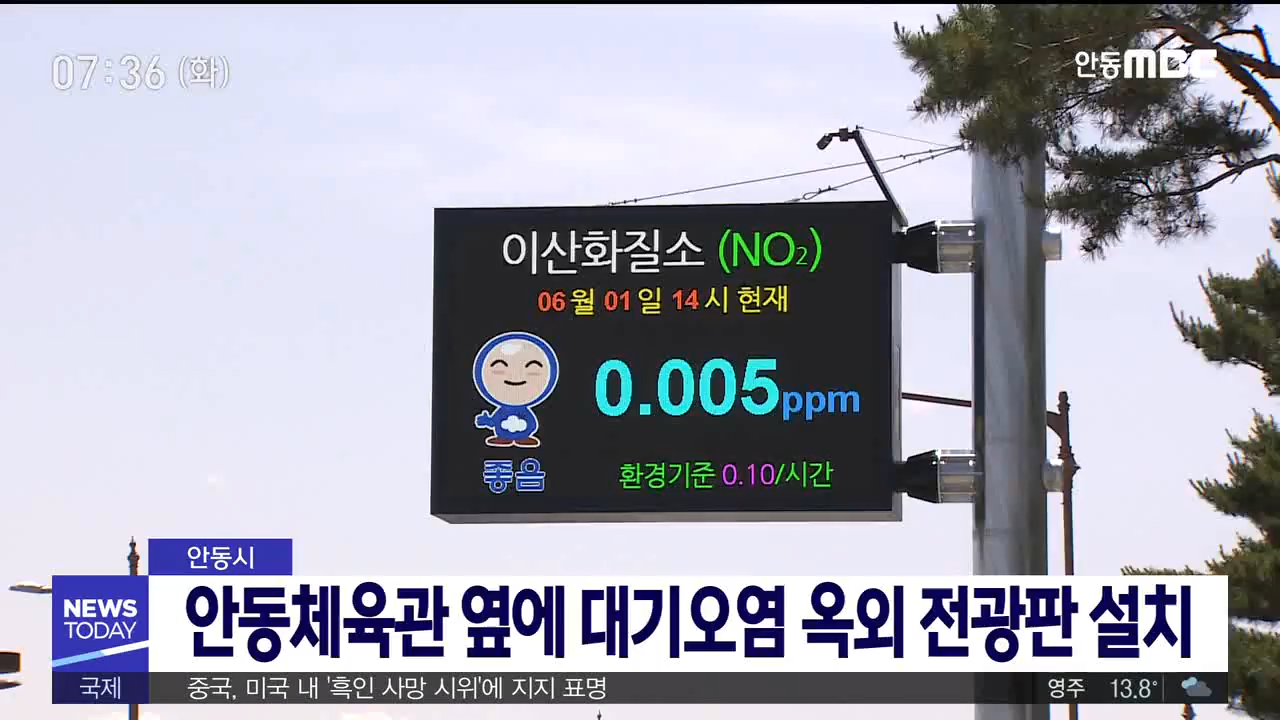 07:36 (화)
안동MBC
이산화질소 (NO₂)
06월 01일 14시 현재
0.005ppm
좋음
환경기준 0.10/시간
안동시
NEWS TODAY
안동체육관 옆에 대기오염 옥외 전광판 설치
국제 중국, 미국 내 '흑인 사망 시위'에 지지 표명 영주 13.8°